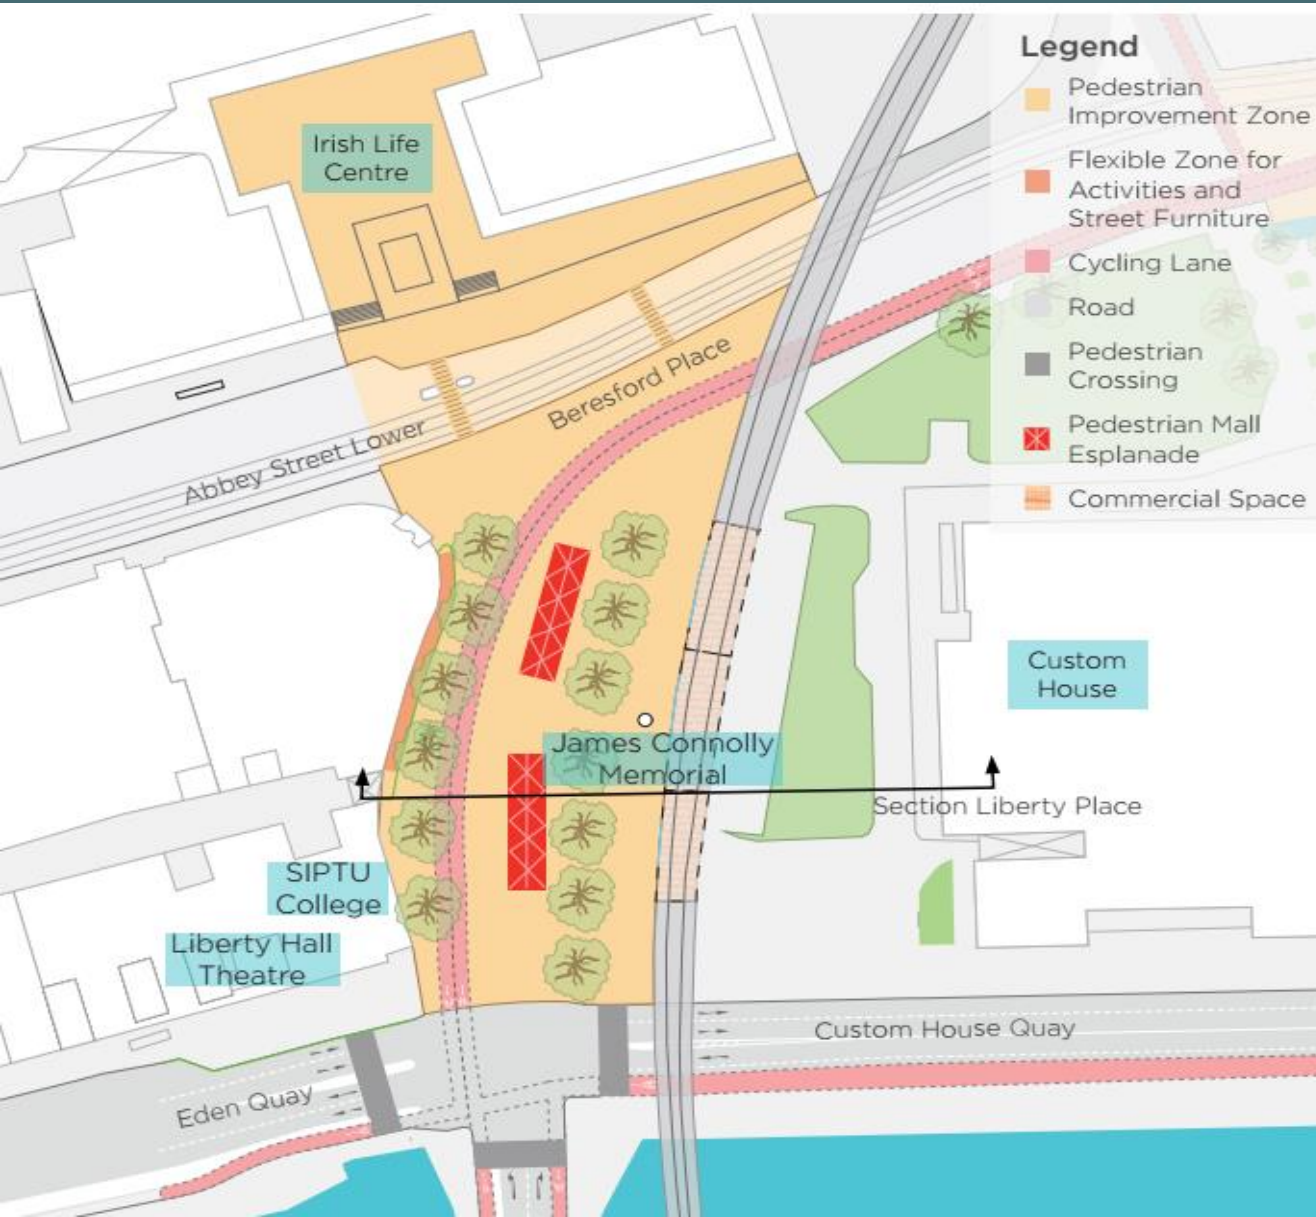 Legend
Pedestrian
Improvement Zone
Flexible Zone for
Activities and
Street Furniture
Cycling Lane
Road
Pedestrian
Crossing
Pedestrian Mall
Esplanade
Commercial Space
Irish Life
Centre
Beresford Place
Abbey Street Lower
Custom
House
James Connolly
Memorial
Section Liberty Place
SIPTU
College
Liberty Hall
Theatre
Custom House Quay
Eden Quay